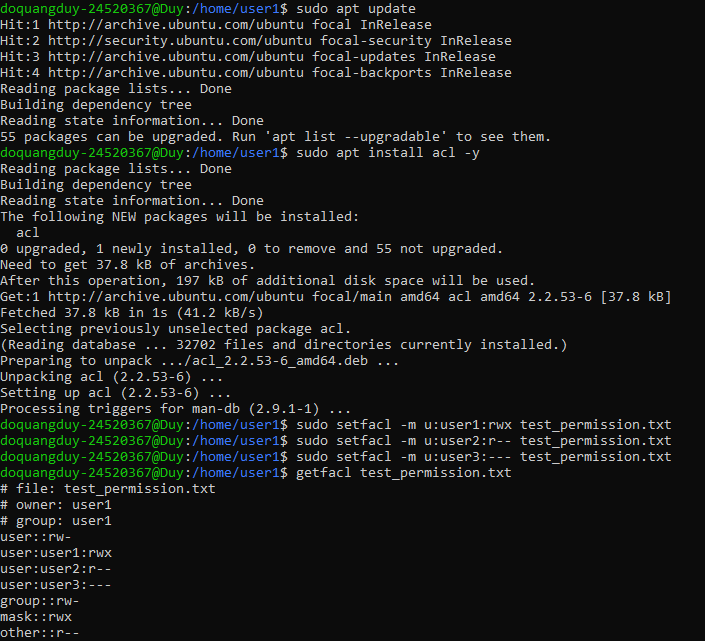 doquangduy-24520367@Duy:/home/user1$ sudo apt update
Hit:1 http://archive.ubuntu.com/ubuntu focal InRelease
Hit:2 http://security.ubuntu.com/ubuntu focal-security InRelease
Hit:3 http://archive.ubuntu.com/ubuntu focal-updates InRelease
Hit:4 http://archive.ubuntu.com/ubuntu focal-backports InRelease
Reading package lists... Done
Building dependency tree
Reading state information... Done
55 packages can be upgraded. Run 'apt list --upgradable' to see them.
doquangduy-24520367@Duy:/home/user1$ sudo apt install acl -y
Reading package lists... Done
Building dependency tree
Reading state information... Done
The following NEW packages will be installed:
  acl
0 upgraded, 1 newly installed, 0 to remove and 55 not upgraded.
Need to get 37.8 kB of archives.
After this operation, 197 kB of additional disk space will be used.
Get:1 http://archive.ubuntu.com/ubuntu focal/main amd64 acl amd64 2.2.53-6 [37.8 kB]
Fetched 37.8 kB in 1s (41.2 kB/s)
Selecting previously unselected package acl.
(Reading database ... 32702 files and directories currently installed.)
Preparing to unpack .../acl_2.2.53-6_amd64.deb ...
Unpacking acl (2.2.53-6) ...
Setting up acl (2.2.53-6) ...
Processing triggers for man-db (2.9.1-1) ...
doquangduy-24520367@Duy:/home/user1$ sudo setfacl -m u:user1:rwx test_permission.txt
doquangduy-24520367@Duy:/home/user1$ sudo setfacl -m u:user2:r-- test_permission.txt
doquangduy-24520367@Duy:/home/user1$ sudo setfacl -m u:user3:--- test_permission.txt
doquangduy-24520367@Duy:/home/user1$ getfacl test_permission.txt
# file: test_permission.txt
# owner: user1
# group: user1
user::rw-
user:user1:rwx
user:user2:r--
user:user3:---
group::rw-
mask::rwx
other::r--